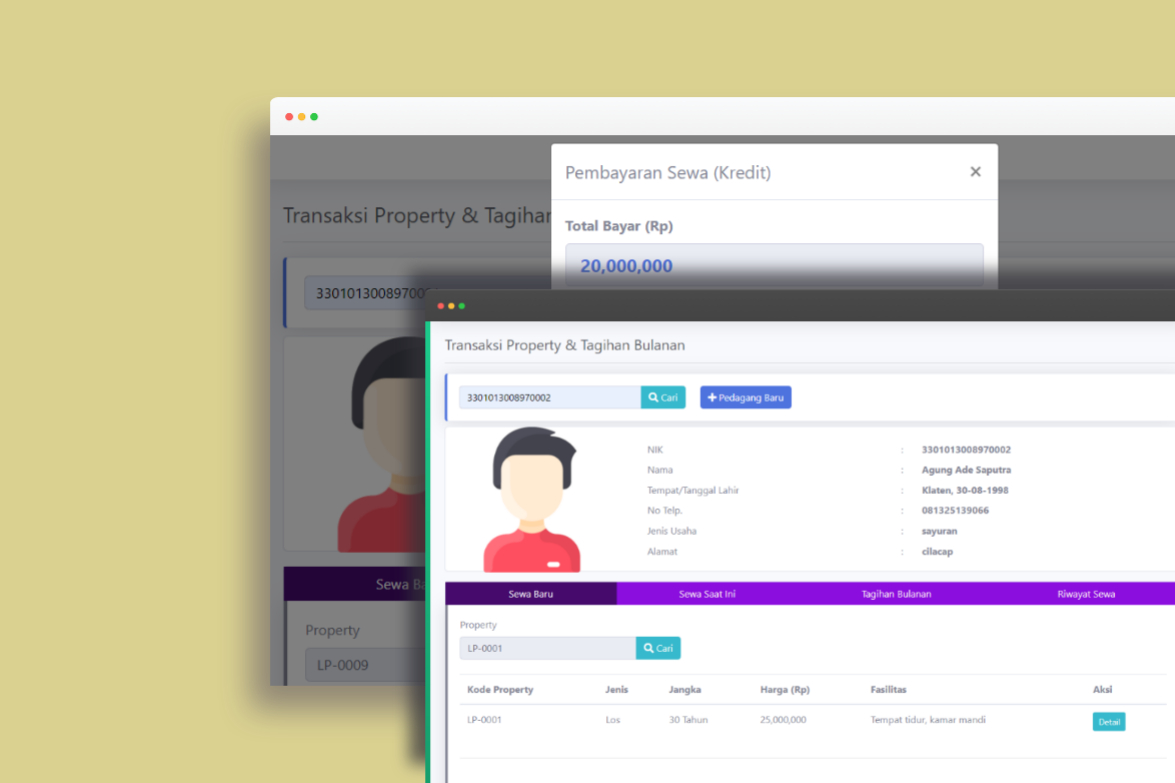 Pembayaran Sewa (Kredit) ×
Transaksi Property & Tagihan
Total Bayar (Rp)
20,000,000
Transaksi Property & Tagihan Bulanan
3301013008970002 Cari Pedagang Baru
NIK : 3301013008970002
Nama : Agung Ade Saputra
Tempat/Tanggal Lahir : Klaten, 30-08-1998
No Telp. : 081325139066
Jenis Usaha : sayuran
Alamat : cilacap
Sewa Baru Sewa Saat Ini Tagihan Bulanan Riwayat Sewa
Property
LP-0001 Cari
Kode Property Jenis Jangka Harga (Rp) Fasilitas Aksi
LP-0001 Los 30 Tahun 25,000,000 Tempat tidur, kamar mandi Detail
Sewa
Property
LP-0009